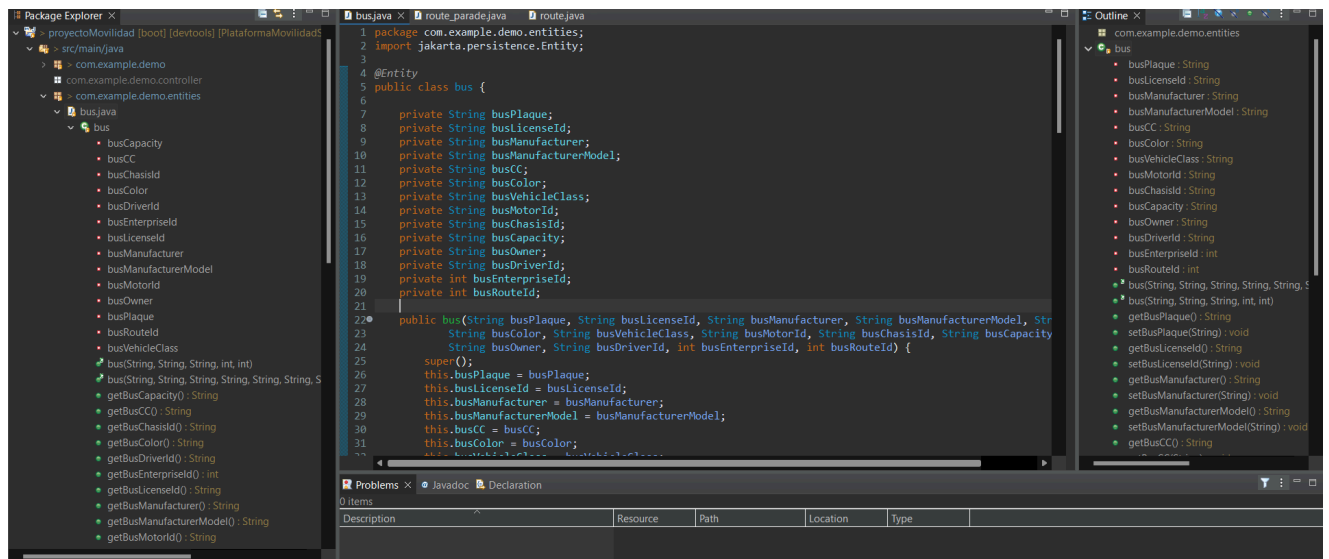 Package Explorer
> proyectoMovilidad [boot] [devtools] [PlataformaMovilidadS
> src/main/java
> com.example.demo
com.example.demo.controller
> com.example.demo.entities
bus.java
bus
busCapacity
busCC
busChasisId
busColor
busDriverId
busEnterpriseId
busLicenseId
busManufacturer
busManufacturerModel
busMotorId
busOwner
busPlaque
busRouteId
busVehicleClass
bus(String, String, String, int, int)
bus(String, String, String, String, String, String, S
getBusCapacity() : String
getBusCC() : String
getBusChasisId() : String
getBusColor() : String
getBusDriverId() : String
getBusEnterpriseId() : int
getBusLicenseId() : String
getBusManufacturer() : String
getBusManufacturerModel() : String
getBusMotorId() : String
bus.java route_parade.java route.java
1 package com.example.demo.entities;
2 import jakarta.persistence.Entity;
3
4 @Entity
5 public class bus {
6
7 private String busPlaque;
8 private String busLicenseId;
9 private String busManufacturer;
10 private String busManufacturerModel;
11 private String busCC;
12 private String busColor;
13 private String busVehicleClass;
14 private String busMotorId;
15 private String busChasisId;
16 private String busCapacity;
17 private String busOwner;
18 private String busDriverId;
19 private int busEnterpriseId;
20 private int busRouteId;
21
22 public bus(String busPlaque, String busLicenseId, String busManufacturer, String busManufacturerModel, Str
23 String busColor, String busVehicleClass, String busMotorId, String busChasisId, String busCapacity
24 String busOwner, String busDriverId, int busEnterpriseId, int busRouteId) {
25 super();
26 this.busPlaque = busPlaque;
27 this.busLicenseId = busLicenseId;
28 this.busManufacturer = busManufacturer;
29 this.busManufacturerModel = busManufacturerModel;
30 this.busCC = busCC;
31 this.busColor = busColor;
Problems Javadoc Declaration
0 items
Description Resource Path Location Type
Outline
com.example.demo.entities
bus
busPlaque : String
busLicenseId : String
busManufacturer : String
busManufacturerModel : String
busCC : String
busColor : String
busVehicleClass : String
busMotorId : String
busChasisId : String
busCapacity : String
busOwner : String
busDriverId : String
busEnterpriseId : int
busRouteId : int
bus(String, String, String, String, String, S
bus(String, String, String, int, int)
getBusPlaque() : String
setBusPlaque(String) : void
getBusLicenseId() : String
setBusLicenseId(String) : void
getBusManufacturer() : String
setBusManufacturer(String) : void
getBusManufacturerModel() : String
setBusManufacturerModel(String) : void
getBusCC() : String